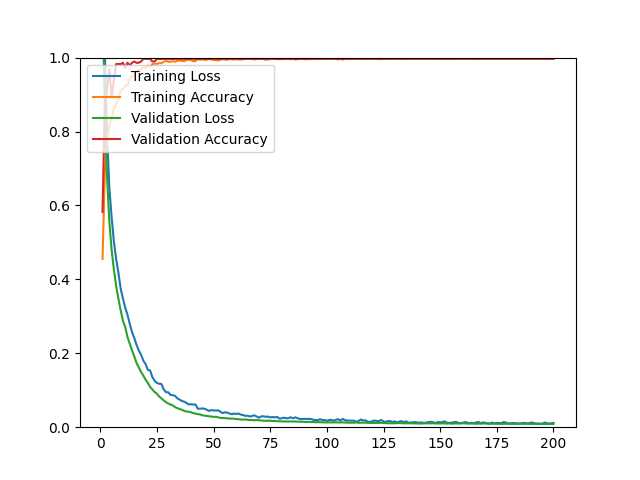 1.0
0.8
0.6
0.4
0.2
0.0
Training Loss
Training Accuracy
Validation Loss
Validation Accuracy
0 25 50 75 100 125 150 175 200